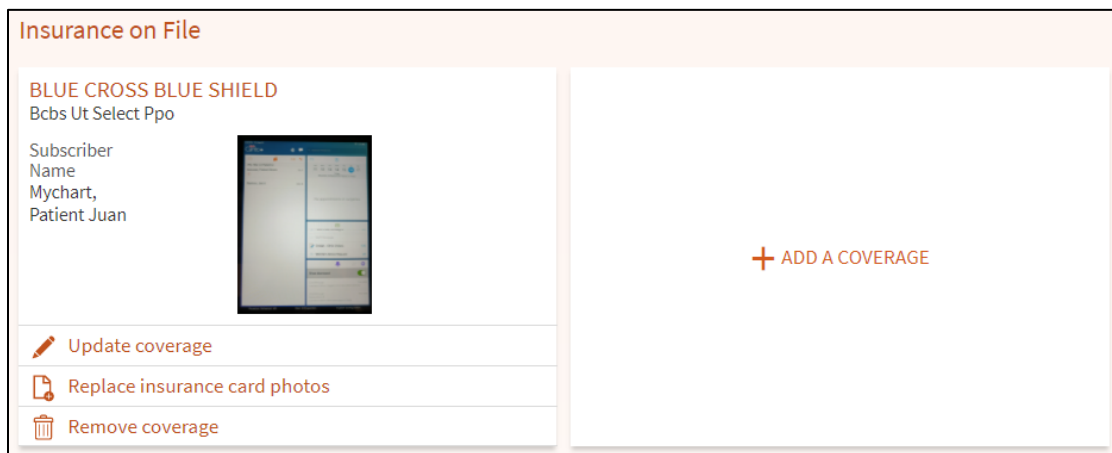 Insurance on File
BLUE CROSS BLUE SHIELD
Bcbs Ut Select Ppo
Subscriber
Name
Mychart,
Patient Juan
Update coverage
Replace insurance card photos
Remove coverage
ADD A COVERAGE